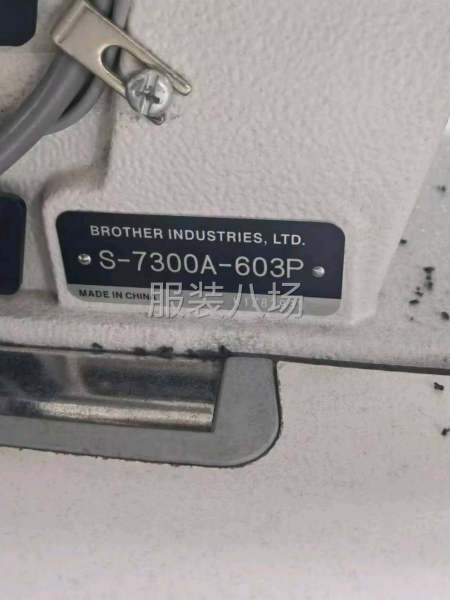 BROTHER INDUSTRIES, LTD.
S-7300A-603P
MADE IN CHINA
服装八场